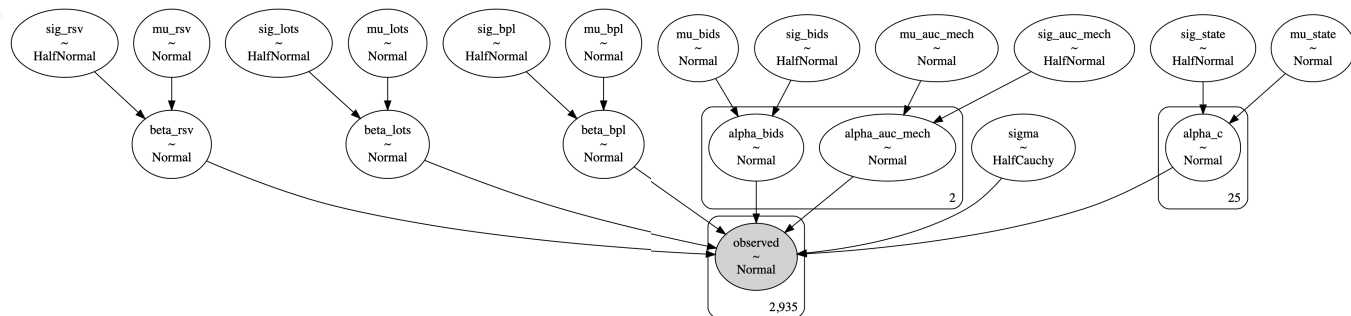 sig_rsv
~
HalfNormal
mu_rsv
~
Normal
sig_lots
~
HalfNormal
mu_lots
~
Normal
sig_bpl
~
HalfNormal
mu_bpl
~
Normal
mu_bids
~
Normal
sig_bids
~
HalfNormal
mu_auc_mech
~
Normal
sig_auc_mech
~
HalfNormal
sig_state
~
HalfNormal
mu_state
~
Normal
beta_rsv
~
Normal
beta_lots
~
Normal
beta_bpl
~
Normal
alpha_bids
~
Normal
alpha_auc_mech
~
Normal
2
sigma
~
HalfCauchy
alpha_c
~
Normal
25
observed
~
Normal
2,935